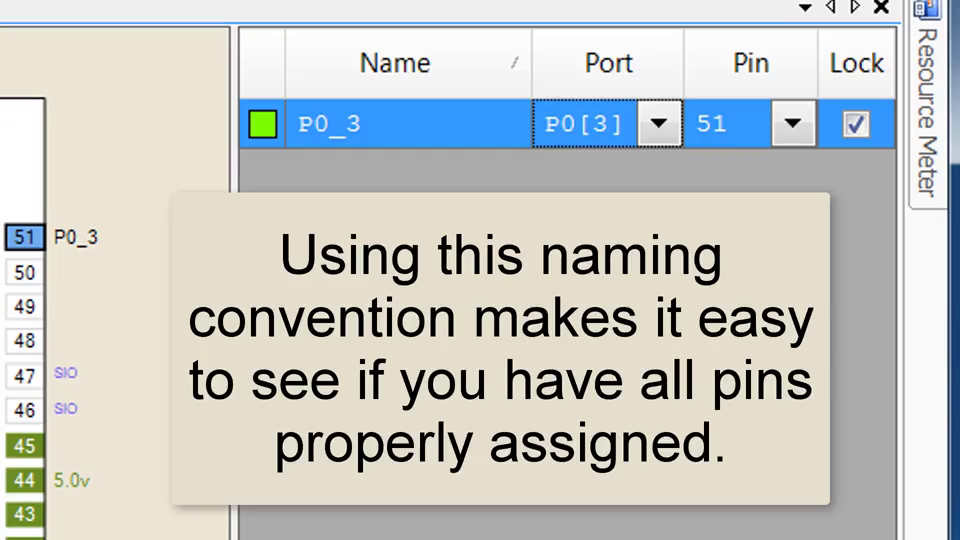 Name / Port Pin Lock
P0_3 P0[3] 51
Resource Meter
51 P0_3
50
49
48
47 SIO
46 SIO
45
44 5.0v
43
Using this naming
convention makes it easy
to see if you have all pins
properly assigned.